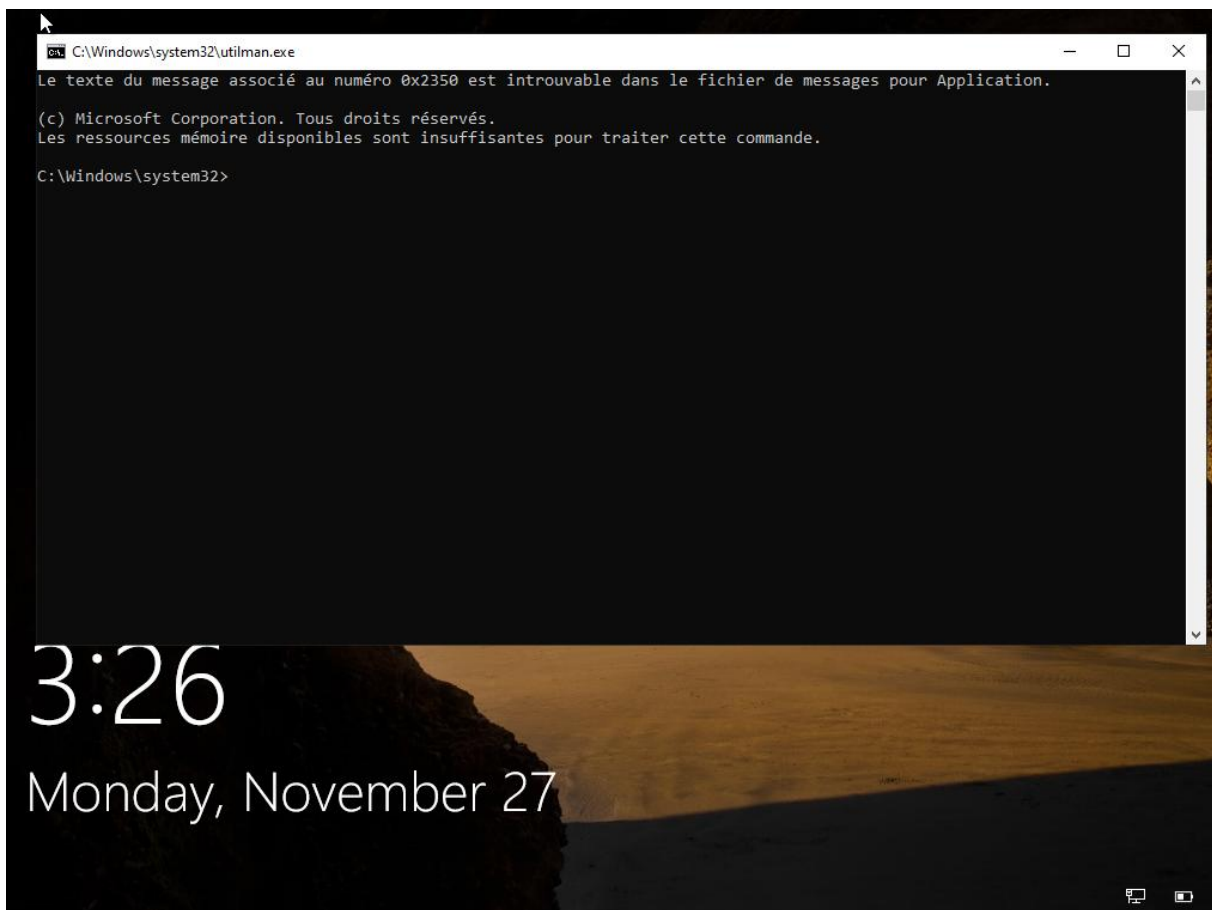 C:\Windows\system32\utilman.exe
Le texte du message associé au numéro 0x2350 est introuvable dans le fichier de messages pour Application.
(c) Microsoft Corporation. Tous droits réservés.
Les ressources mémoire disponibles sont insuffisantes pour traiter cette commande.
C:\Windows\system32>
3:26
Monday, November 27